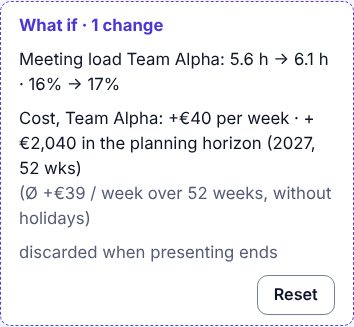 What if · 1 change
Meeting load Team Alpha: 5.6 h → 6.1 h
· 16% → 17%
Cost, Team Alpha: +€40 per week · +
€2,040 in the planning horizon (2027,
52 wks)
(Ø +€39 / week over 52 weeks, without
holidays)
discarded when presenting ends
Reset